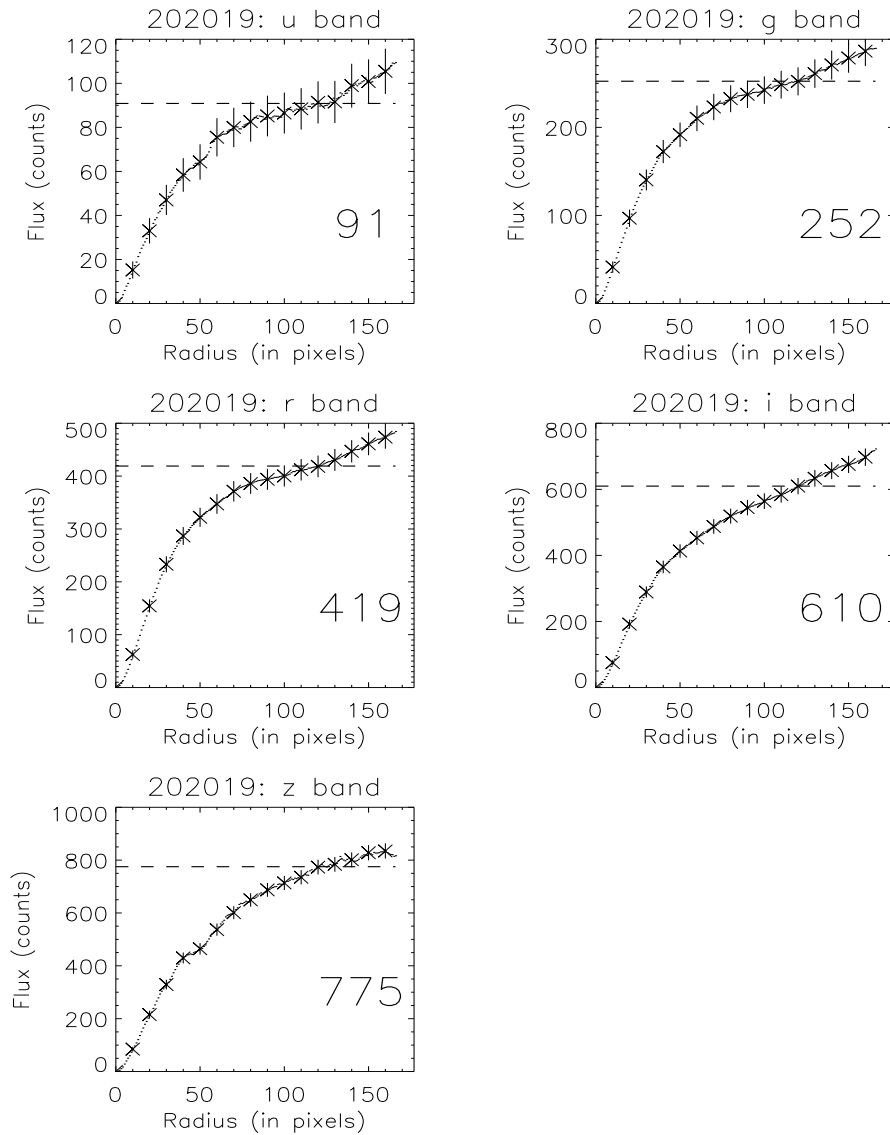 202019: u band
Flux (counts)
120
100
80
60
40
20
0
91
0 50 100 150
Radius (in pixels)
202019: g band
Flux (counts)
300
200
100
0
252
0 50 100 150
Radius (in pixels)
202019: r band
Flux (counts)
500
400
300
200
100
0
419
0 50 100 150
Radius (in pixels)
202019: i band
Flux (counts)
800
600
400
200
0
610.
0 50 100 150
Radius (in pixels)
202019: z band
Flux (counts)
1000
800
600
400
200
0
775
0 50 100 150
Radius (in pixels)